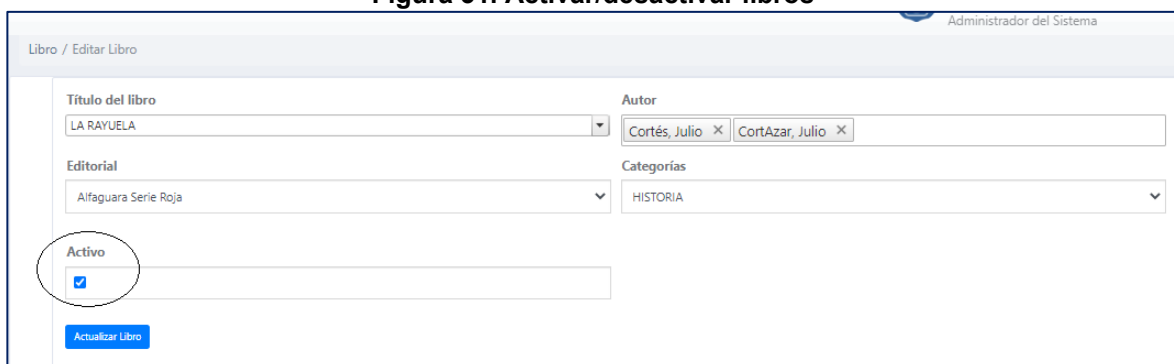 Figura 31. Activar/desactivar libros
Administrador del Sistema
Libro / Editar Libro
Título del libro
Autor
LA RAYUELA
Cortés, Julio × CortAzar, Julio ×
Editorial
Categorías
Alfaguara Serie Roja
HISTORIA
Activo
Actualizar Libro